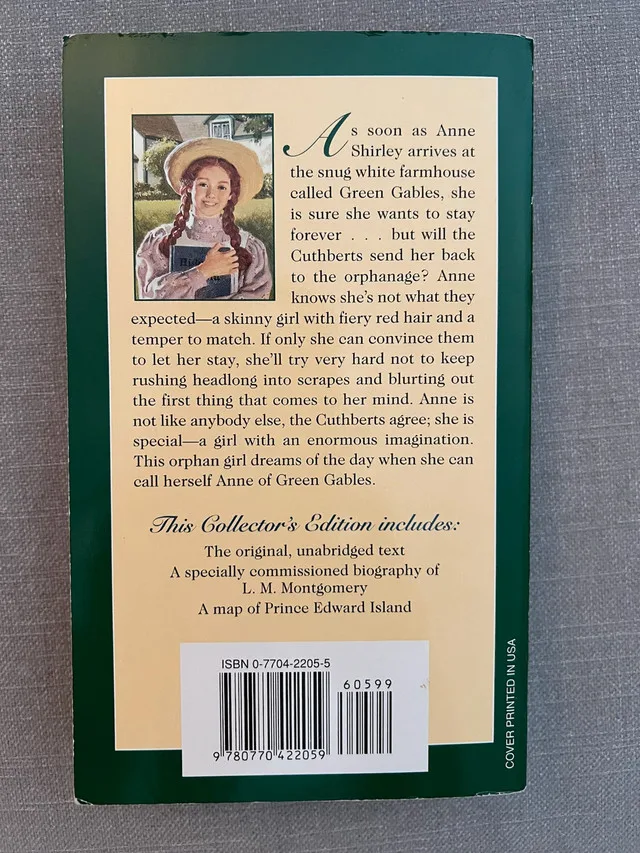 As soon as Anne
Shirley arrives at
the snug white farmhouse
called Green Gables, she
is sure she wants to stay
forever . . . but will the
Cuthberts send her back
to the orphanage? Anne
knows she's not what they
expected—a skinny girl with fiery red hair and a
temper to match. If only she can convince them
to let her stay, she'll try very hard not to keep
rushing headlong into scrapes and blurting out
the first thing that comes to her mind. Anne is
not like anybody else, the Cuthberts agree; she is
special—a girl with an enormous imagination.
This orphan girl dreams of the day when she can
call herself Anne of Green Gables.
This Collector's Edition includes:
The original, unabridged text
A specially commissioned biography of
L. M. Montgomery
A map of Prince Edward Island
ISBN 0-7704-2205-5
60599
9 780770 422059
COVER PRINTED IN USA